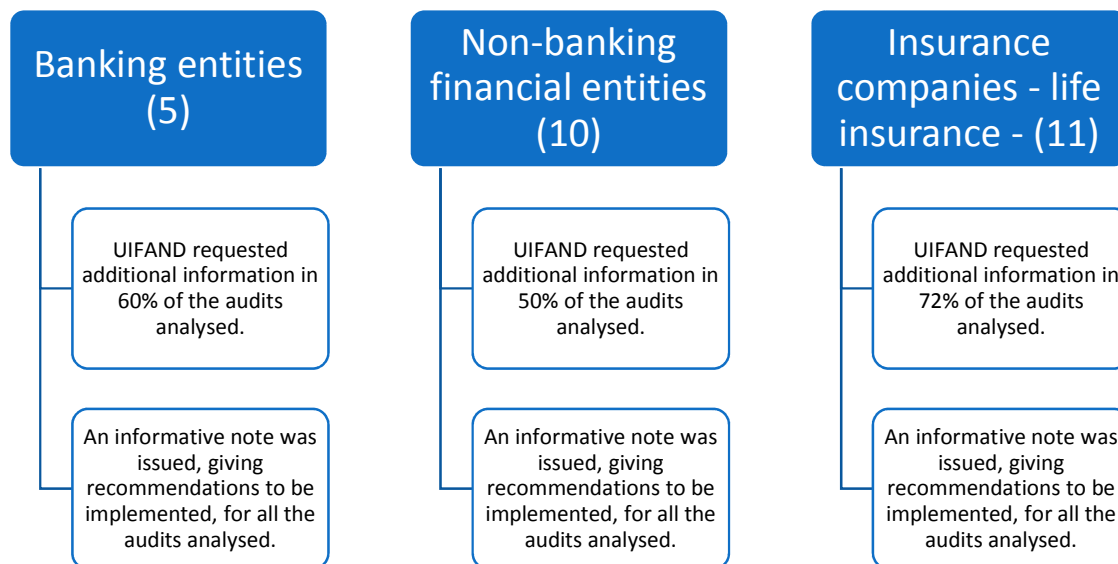 Banking entities
(5)
UIFAND requested
additional information in
60% of the audits
analysed.
An informative note was
issued, giving
recommendations to be
implemented, for all the
audits analysed.
Non-banking
financial entities
(10)
UIFAND requested
additional information in
50% of the audits
analysed.
An informative note was
issued, giving
recommendations to be
implemented, for all the
audits analysed.
Insurance
companies - life
insurance - (11)
UIFAND requested
additional information in
72% of the audits
analysed.
An informative note was
issued, giving
recommendations to be
implemented, for all the
audits analysed.